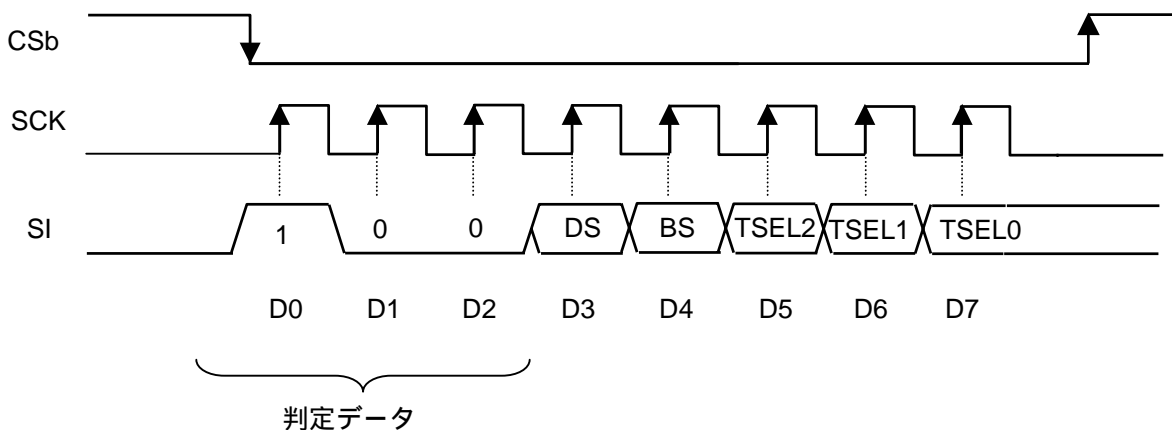 CSb
SCK
SI
1 0 0 DS BS TSEL2 TSEL1 TSEL0
D0 D1 D2 D3 D4 D5 D6 D7
判定データ